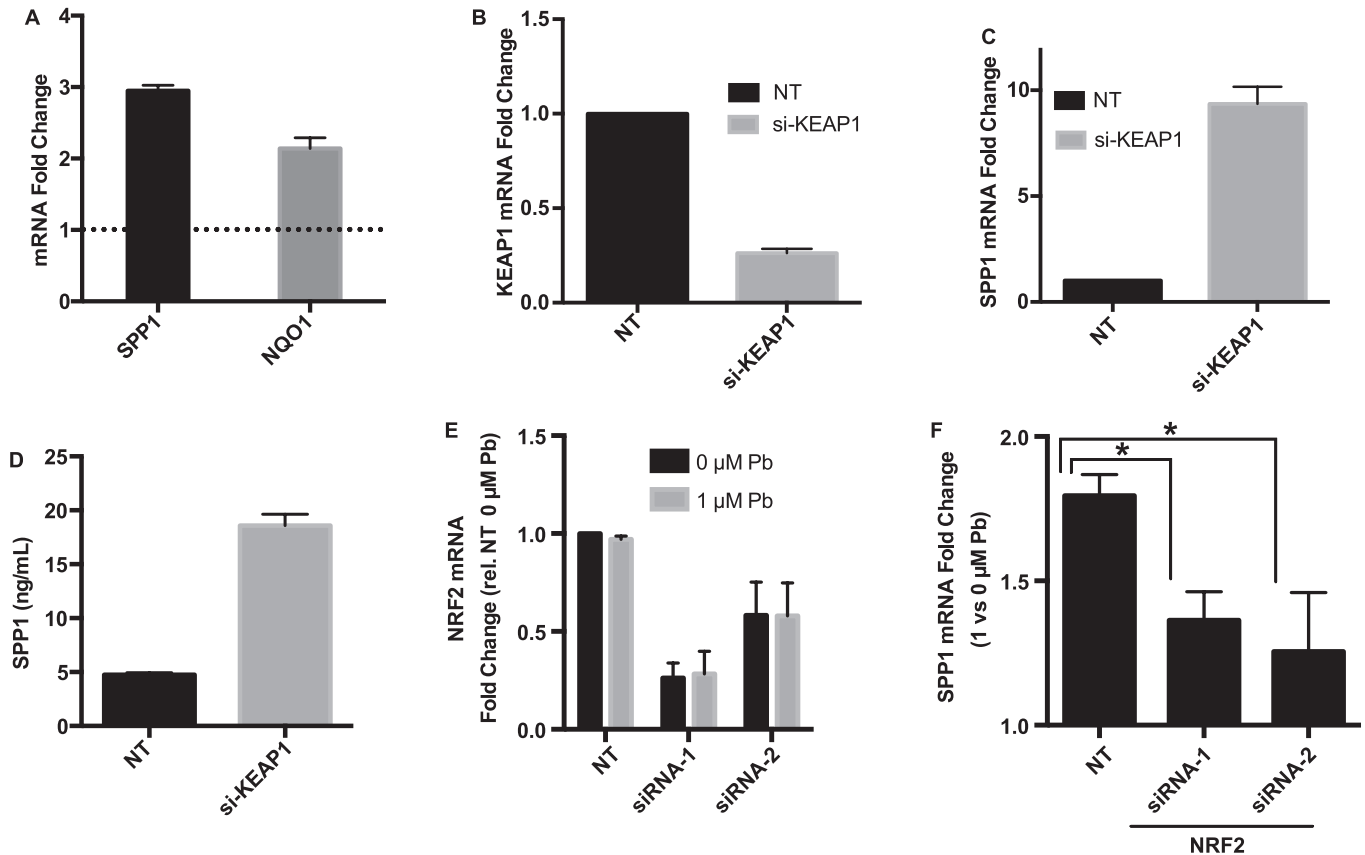 A
mRNA Fold Change
4
3
2
1
0
SPP1
NQO1
B
KEAP1 mRNA Fold Change
1.5
1.0
0.5
0.0
NT
si-KEAP1
NT
si-KEAP1
C
SPP1 mRNA Fold Change
10
5
0
NT
si-KEAP1
NT
si-KEAP1
D
SPP1 (ng/mL)
25
20
15
10
5
0
NT
si-KEAP1
E
NRF2 mRNA
Fold Change (rel. NT 0 µM Pb)
1.5
1.0
0.5
0.0
0 µM Pb
1 µM Pb
NT
siRNA-1
siRNA-2
F
SPP1 mRNA Fold Change
(1 vs 0 µM Pb)
2.0
1.5
1.0
*
*
NT
siRNA-1
siRNA-2
NRF2